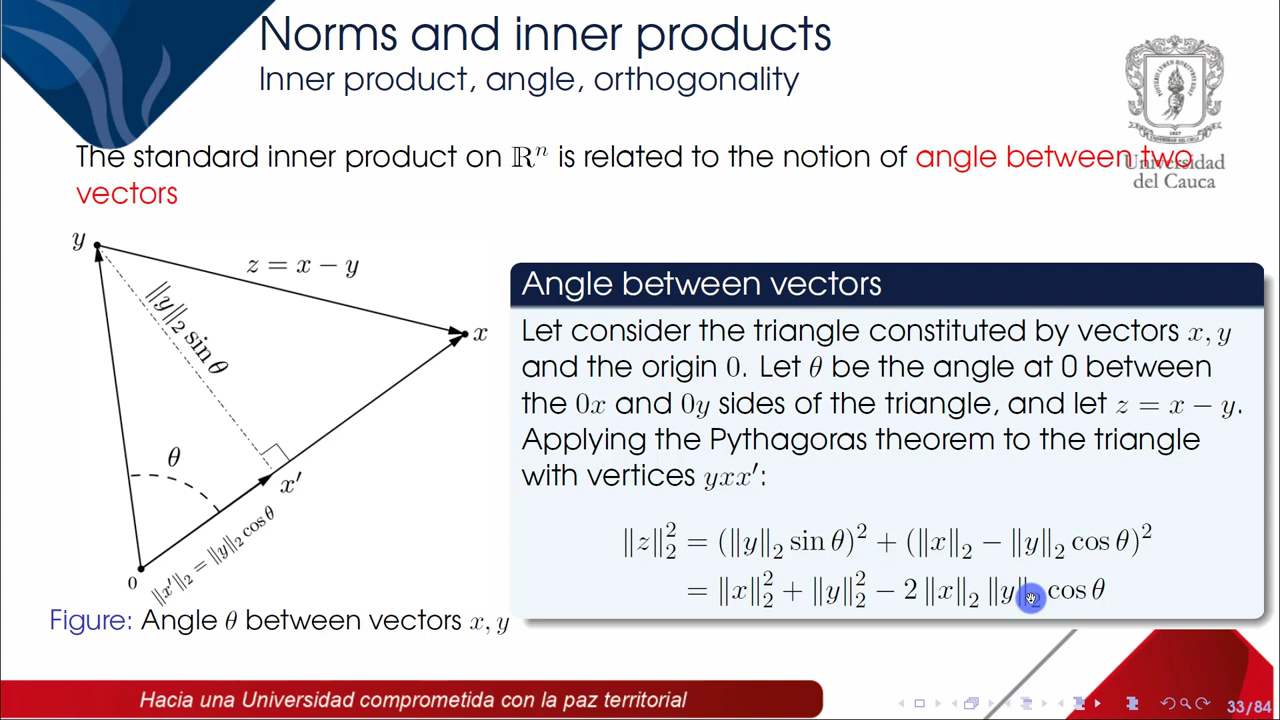 Norms and inner products
Inner product, angle, orthogonality
The standard inner product on ℝⁿ is related to the notion of angle between two
vectors
Universidad
del Cauca
y
z = x − y
‖y‖₂ sin θ
x
θ
x′
0
‖x′‖₂ = ‖y‖₂ cos θ
Figure: Angle θ between vectors x, y
Angle between vectors
Let consider the triangle constituted by vectors x, y
and the origin 0. Let θ be the angle at 0 between
the 0x and 0y sides of the triangle, and let z = x − y.
Applying the Pythagoras theorem to the triangle
with vertices yxx′:
‖z‖₂² = (‖y‖₂ sin θ)² + (‖x‖₂ − ‖y‖₂ cos θ)²
= ‖x‖₂² + ‖y‖₂² − 2 ‖x‖₂ ‖y‖₂ cos θ
Hacia una Universidad comprometida con la paz territorial
33/84